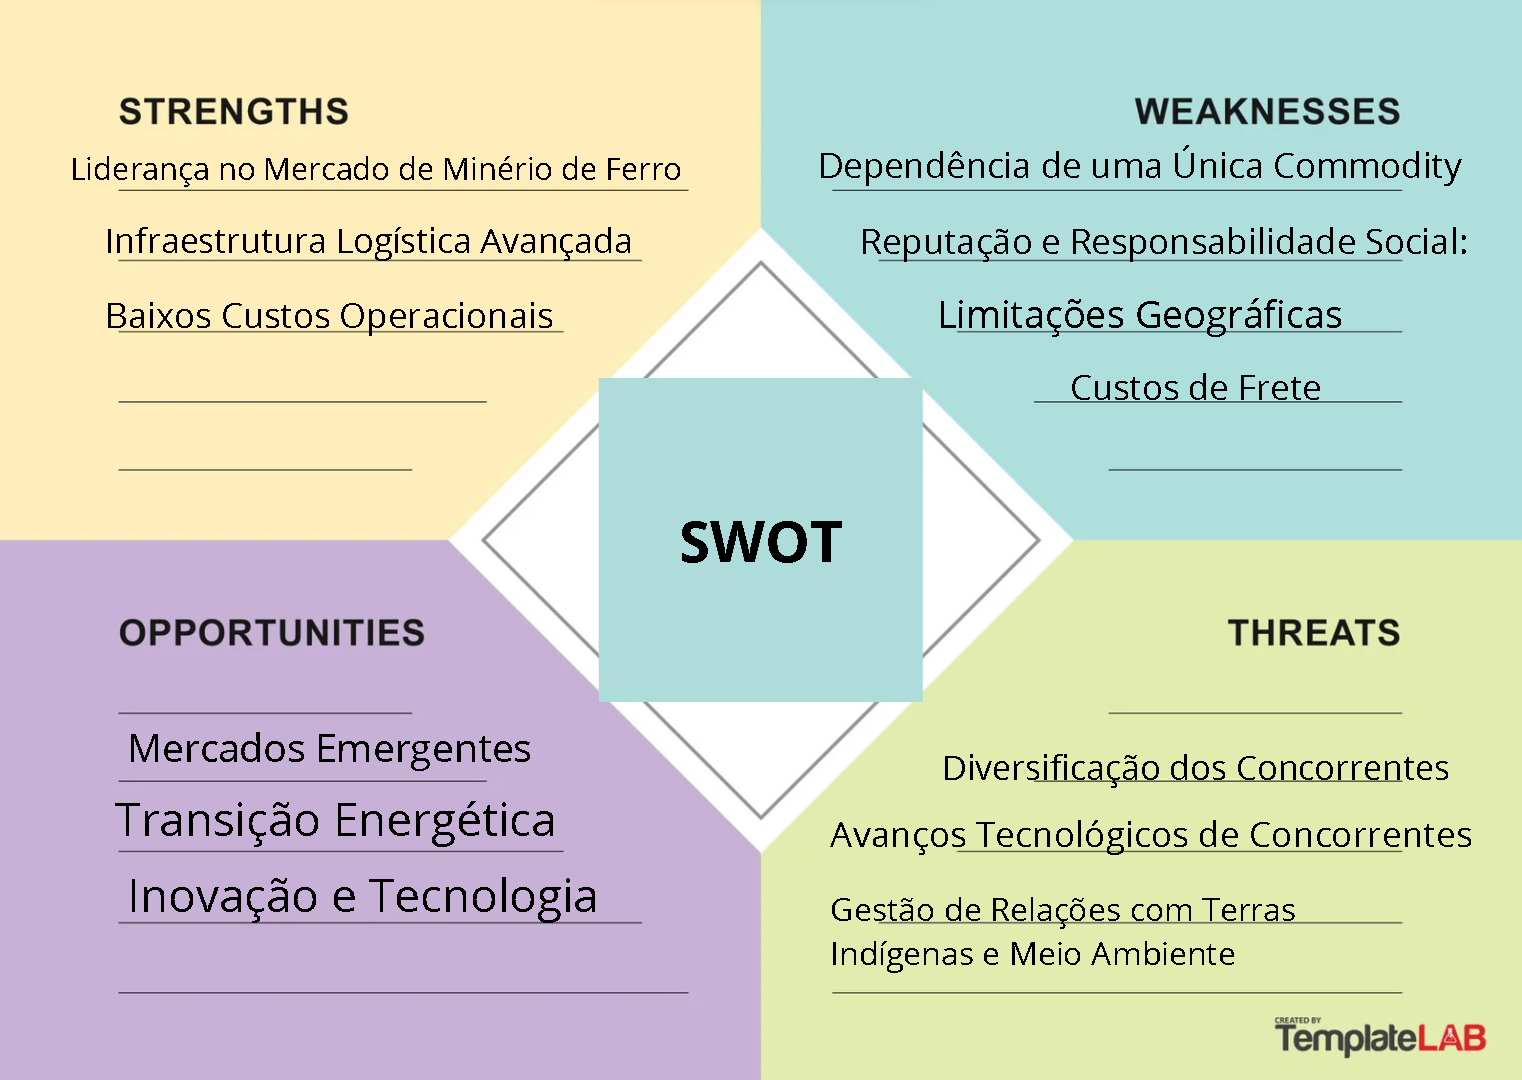 STRENGTHS
Liderança no Mercado de Minério de Ferro
Infraestrutura Logística Avançada
Baixos Custos Operacionais
WEAKNESSES
Dependência de uma Única Commodity
Reputação e Responsabilidade Social:
Limitações Geográficas
Custos de Frete
SWOT
OPPORTUNITIES
Mercados Emergentes
Transição Energética
Inovação e Tecnologia
THREATS
Diversificação dos Concorrentes
Avanços Tecnológicos de Concorrentes
Gestão de Relações com Terras
Indígenas e Meio Ambiente
CREATED BY
TemplateLAB